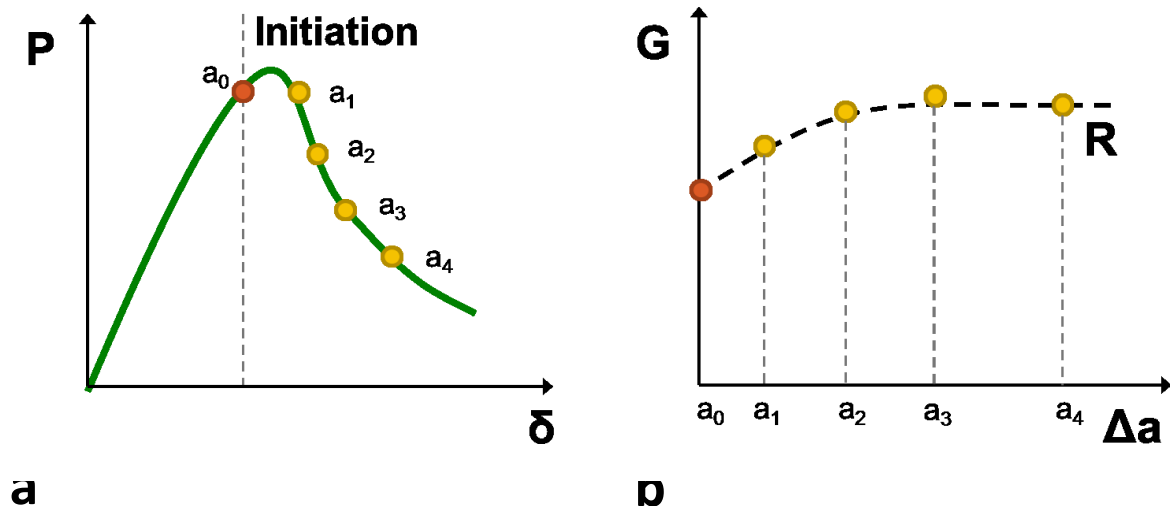 P
Initiation
a₀
a₁
a₂
a₃
a₄
δ
a
G
R
a₀ a₁ a₂ a₃ a₄
Δa
b